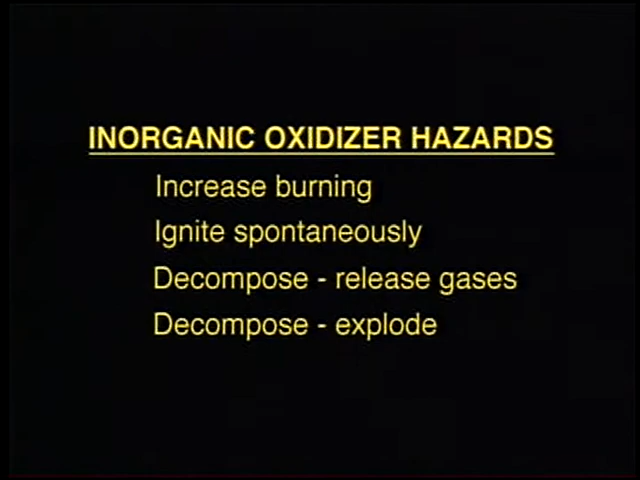 INORGANIC OXIDIZER HAZARDS
Increase burning
Ignite spontaneously
Decompose - release gases
Decompose - explode